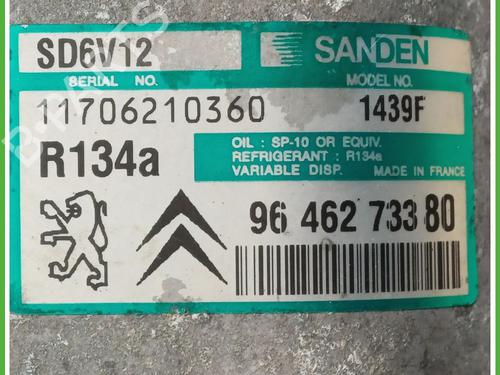 SD6V12
SANDEN
SERIAL NO.
MODEL NO.
11706210360
1439F
R134a
OIL : SP-10 OR EQUIV.
REFRIGERANT : R134a
VARIABLE DISP. MADE IN FRANCE
96 462 733 80
B-PARTS